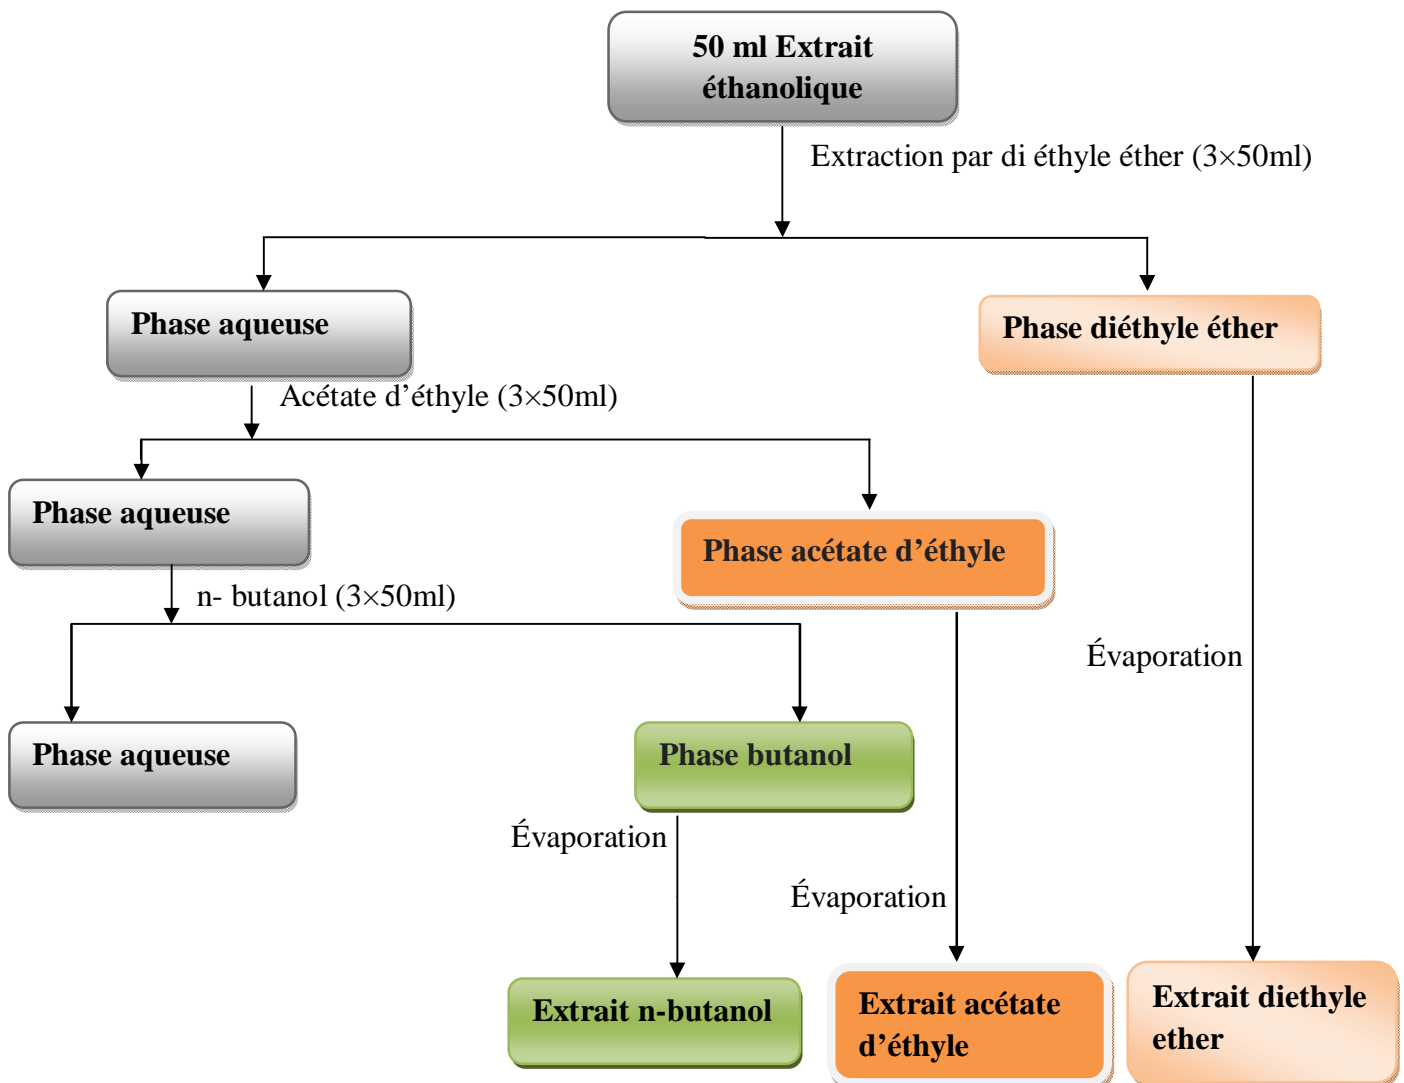 50 ml Extrait
éthanolique
Extraction par di éthyle éther (3×50ml)
Phase aqueuse
Phase diéthyle éther
Acétate d’éthyle (3×50ml)
Phase aqueuse
Phase acétate d’éthyle
n- butanol (3×50ml)
Évaporation
Phase aqueuse
Phase butanol
Évaporation
Évaporation
Extrait n-butanol
Extrait acétate
d’éthyle
Extrait diethyle
ether